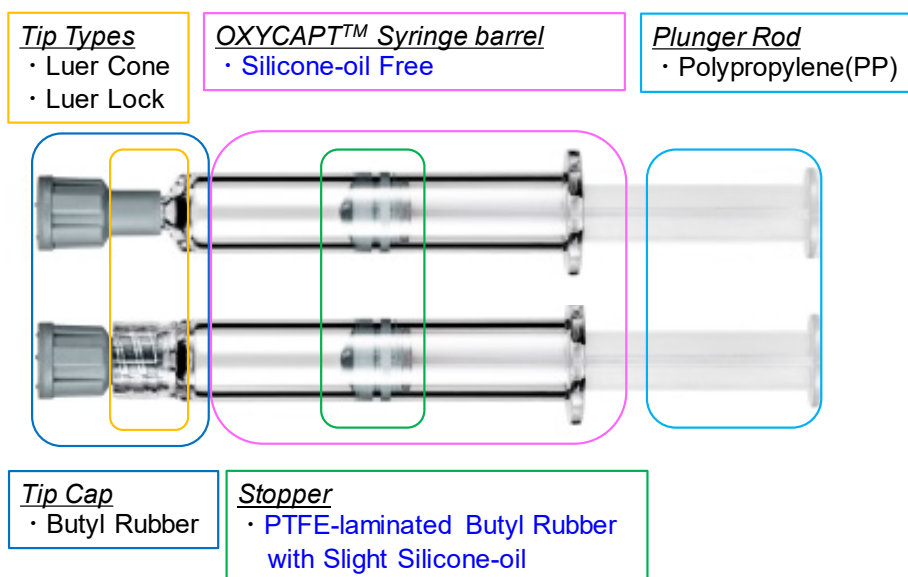 Tip Types
・Luer Cone
・Luer Lock
OXYCAPT™ Syringe barrel
・Silicone-oil Free
Plunger Rod
・Polypropylene(PP)
Tip Cap
・Butyl Rubber
Stopper
・PTFE-laminated Butyl Rubber
with Slight Silicone-oil